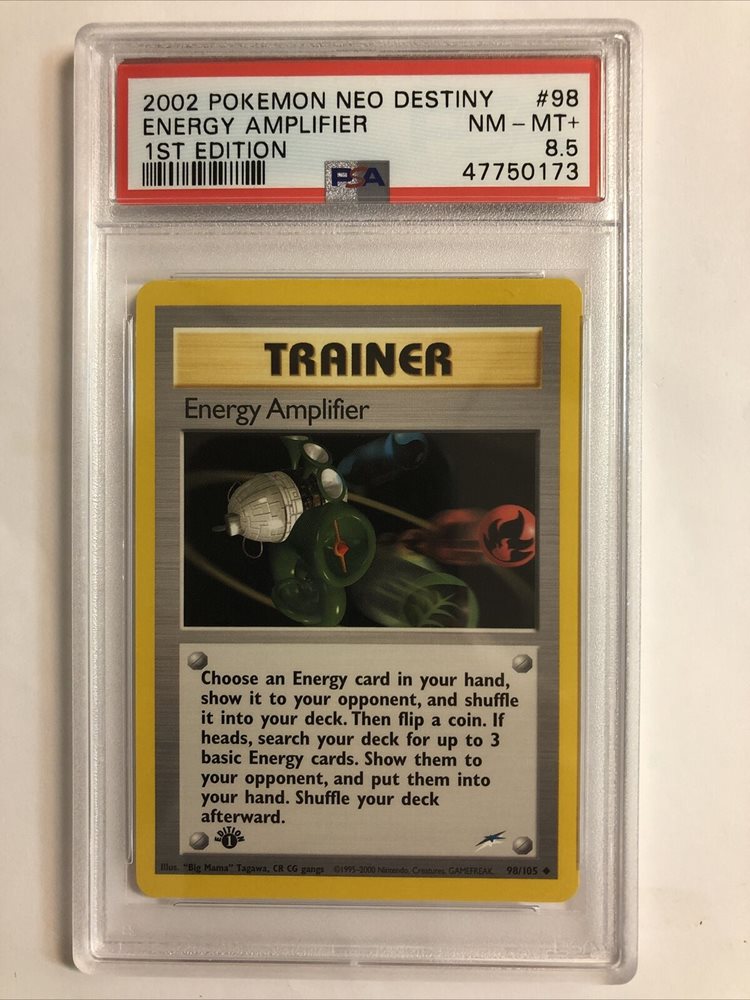 2002 POKEMON NEO DESTINY #98
ENERGY AMPLIFIER NM - MT+
1ST EDITION 8.5
PSA 47750173
TRAINER
Energy Amplifier
Choose an Energy card in your hand,
show it to your opponent, and shuffle
it into your deck. Then flip a coin. If
heads, search your deck for up to 3
basic Energy cards. Show them to
your opponent, and put them into
your hand. Shuffle your deck
afterward.
EDITION 1
Illus. "Big Mama" Tagawa, CR CG gangs ©1995-2000 Nintendo, Creatures, GAMEFREAK. 98/105